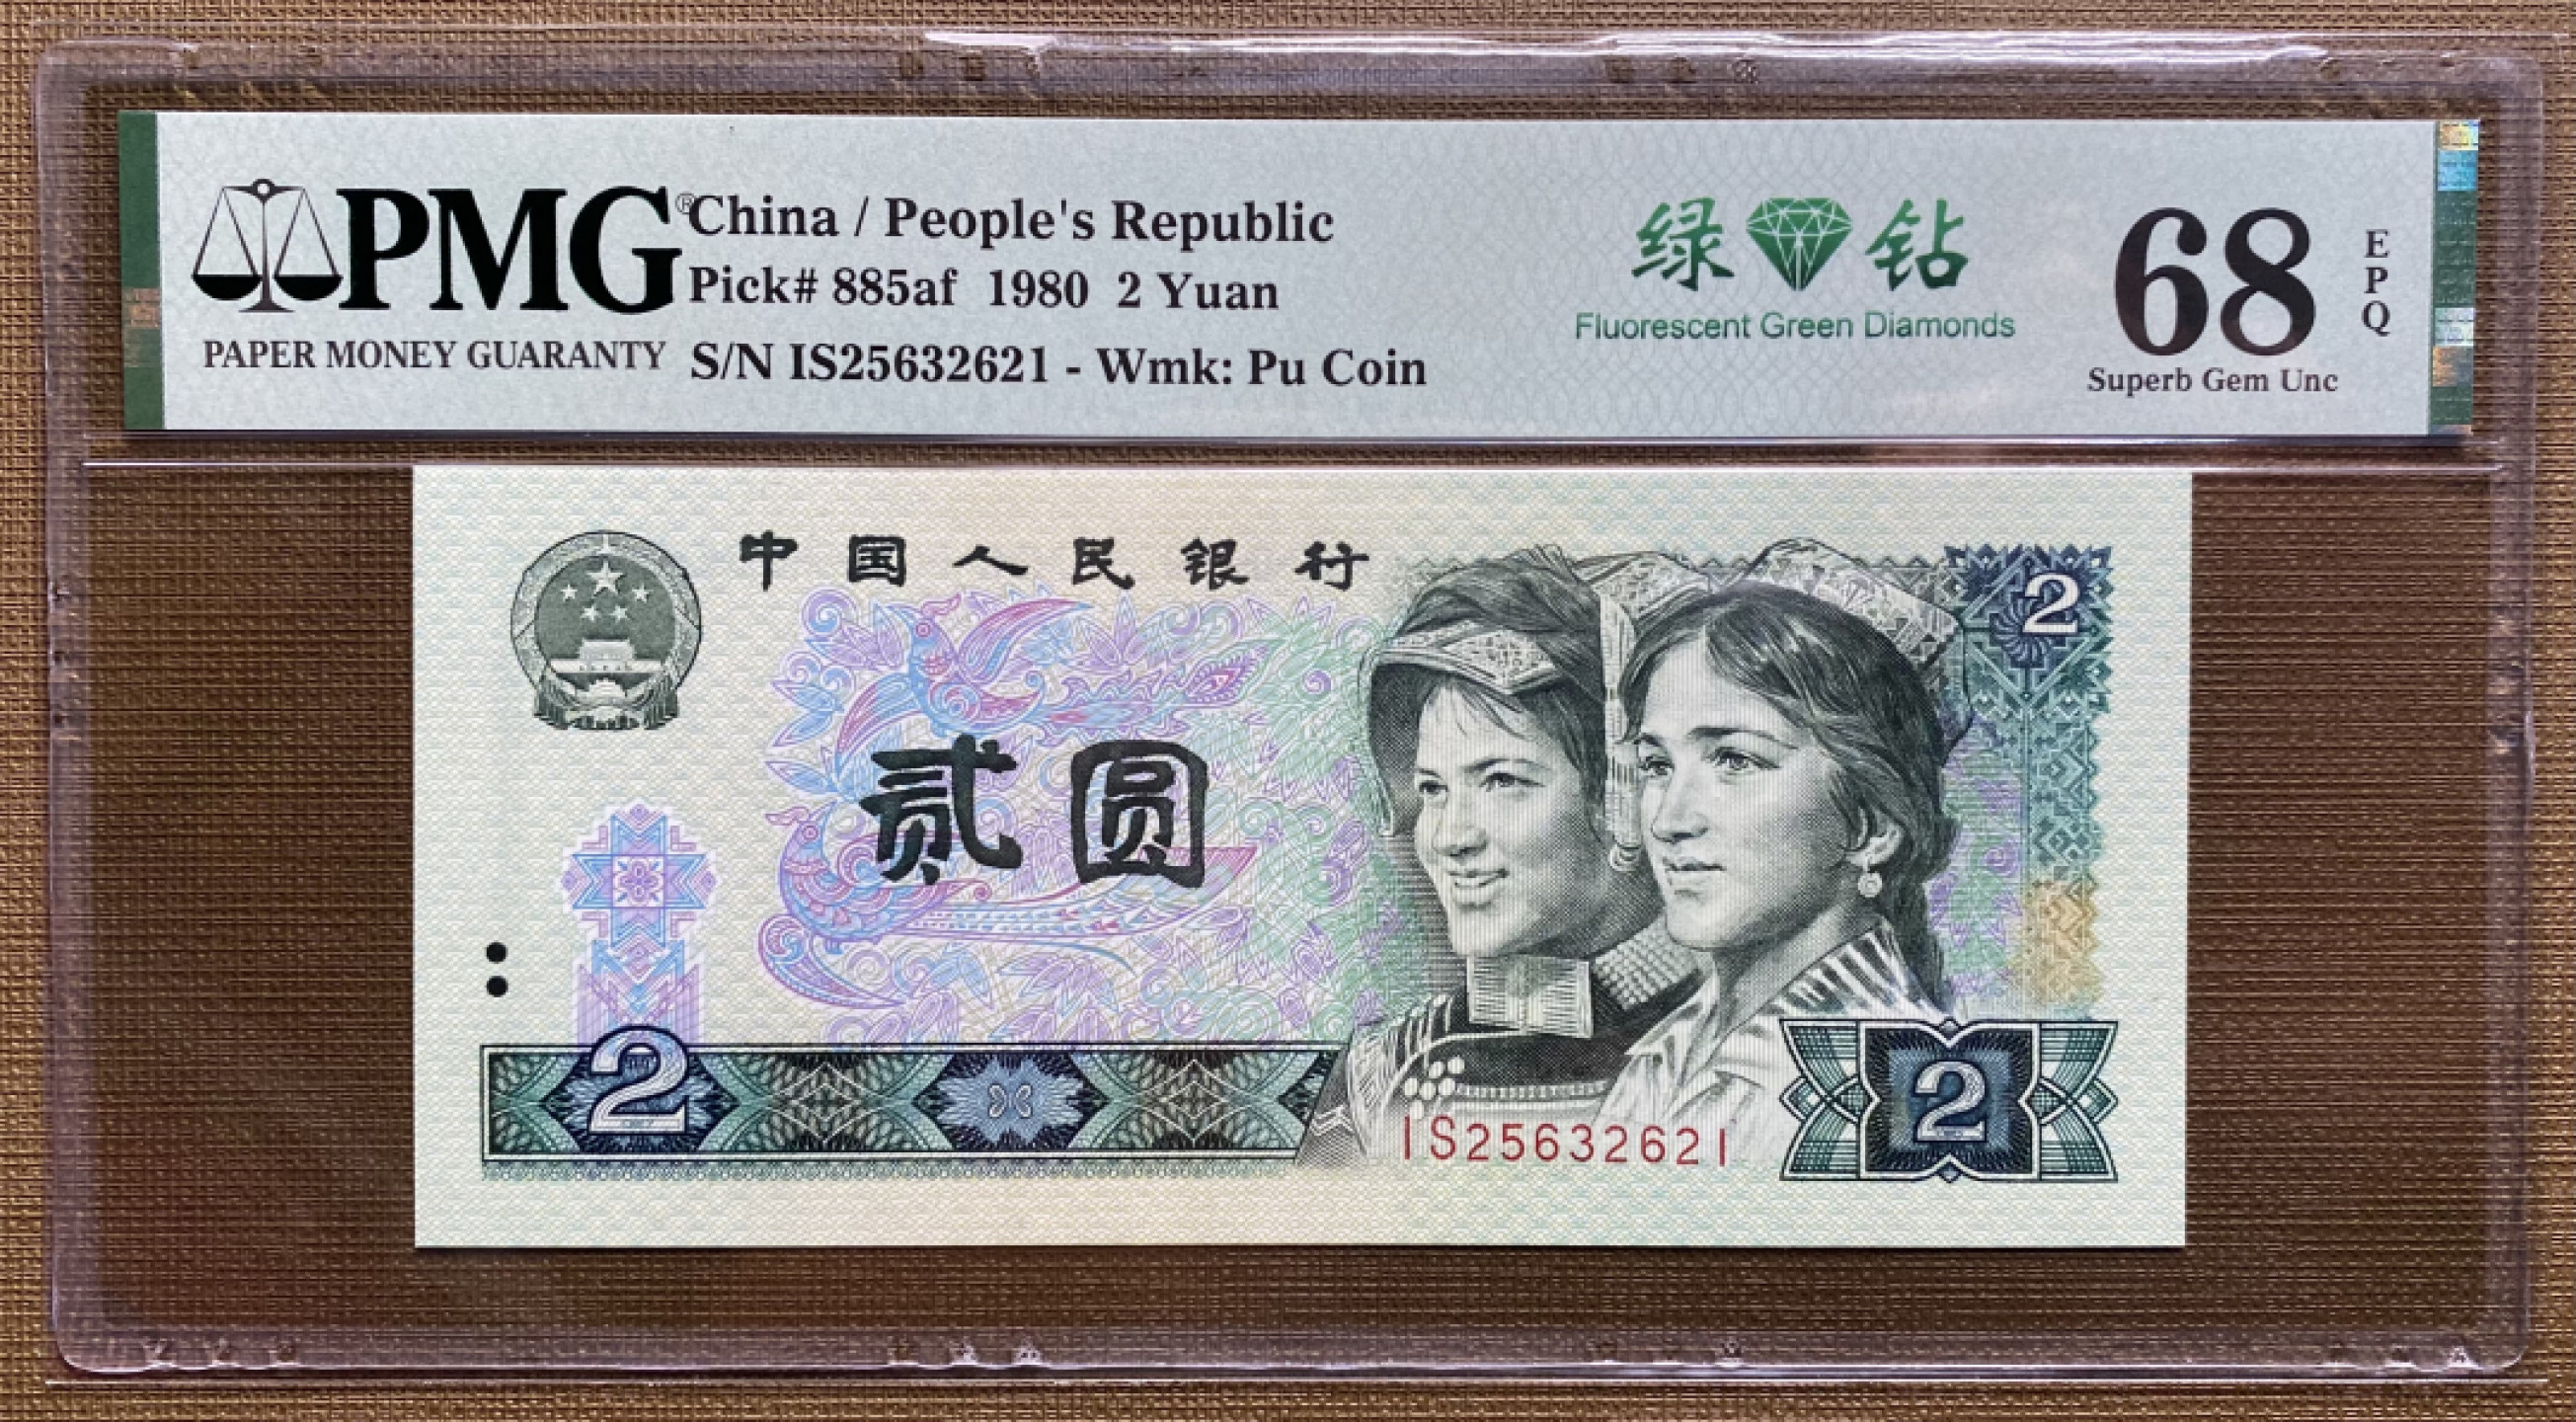 PMG®
PAPER MONEY GUARANTY
China / People's Republic
Pick# 885af 1980 2 Yuan
S/N IS25632621 - Wmk: Pu Coin
绿钻
Fluorescent Green Diamonds
68
EPQ
Superb Gem Unc
中国人民银行
2
贰圆
2
2
IS25632621